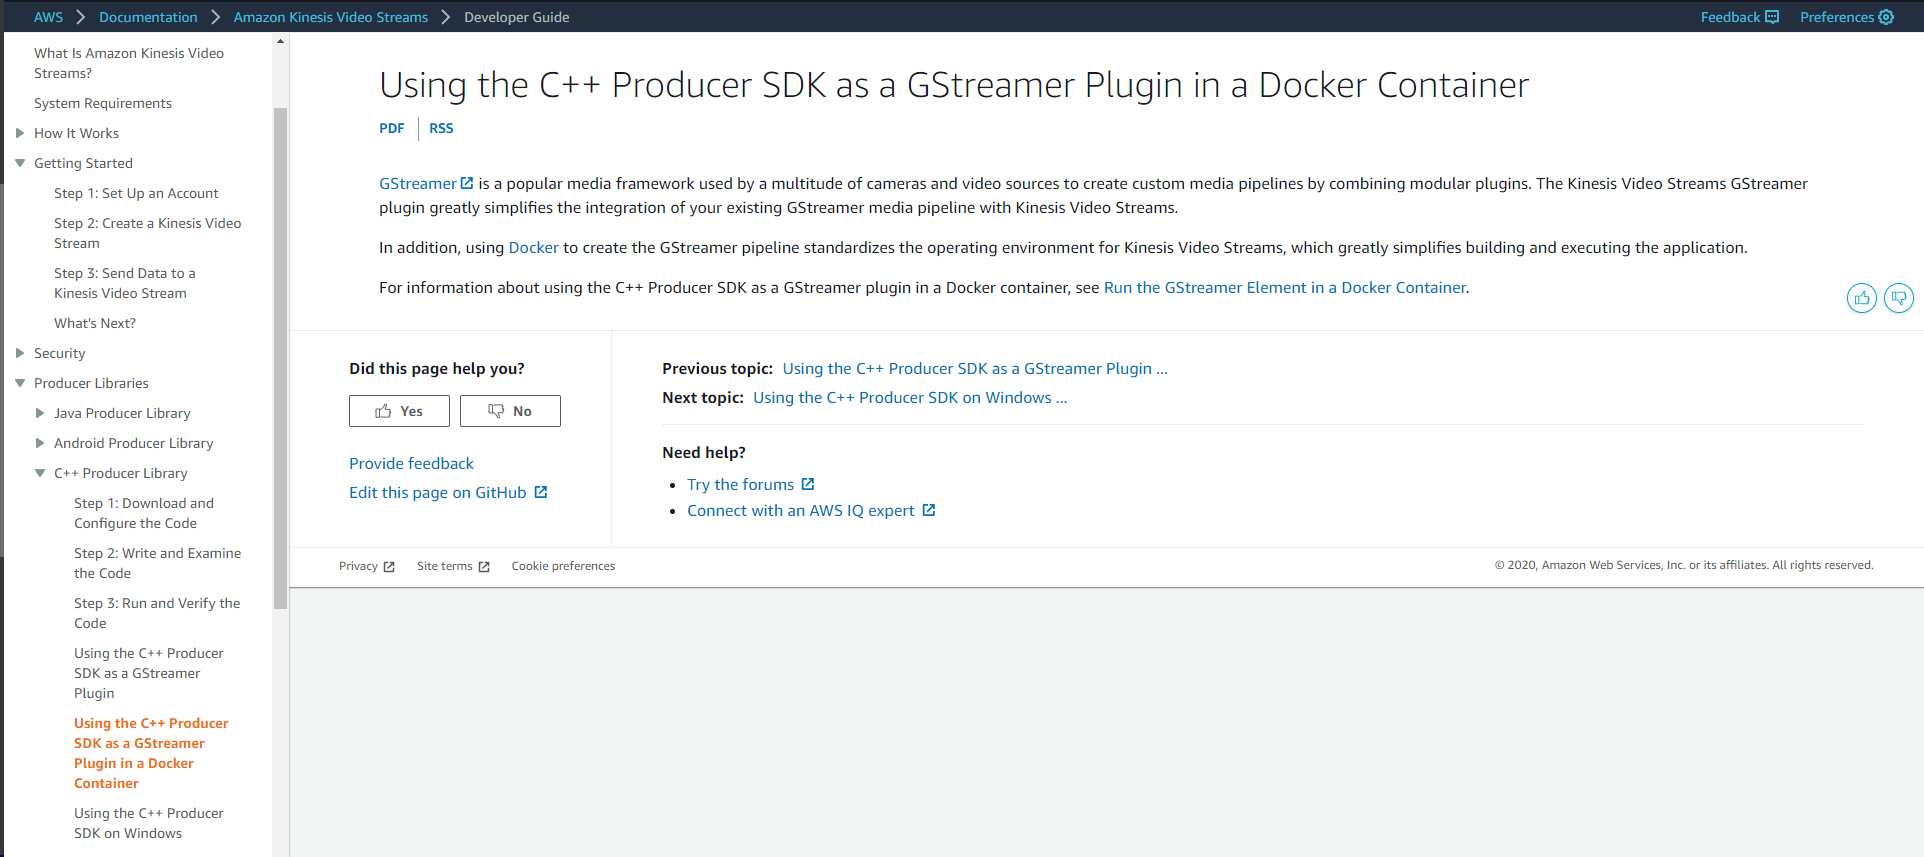 AWS > Documentation > Amazon Kinesis Video Streams > Developer Guide
Feedback
Preferences
What Is Amazon Kinesis Video
Streams?
System Requirements
How It Works
Getting Started
Step 1: Set Up an Account
Step 2: Create a Kinesis Video
Stream
Step 3: Send Data to a
Kinesis Video Stream
What's Next?
Security
Producer Libraries
Java Producer Library
Android Producer Library
C++ Producer Library
Step 1: Download and
Configure the Code
Step 2: Write and Examine
the Code
Step 3: Run and Verify the
Code
Using the C++ Producer
SDK as a GStreamer
Plugin
Using the C++ Producer
SDK as a GStreamer
Plugin in a Docker
Container
Using the C++ Producer
SDK on Windows
Using the C++ Producer SDK as a GStreamer Plugin in a Docker Container
PDF | RSS
GStreamer is a popular media framework used by a multitude of cameras and video sources to create custom media pipelines by combining modular plugins. The Kinesis Video Streams GStreamer
plugin greatly simplifies the integration of your existing GStreamer media pipeline with Kinesis Video Streams.
In addition, using Docker to create the GStreamer pipeline standardizes the operating environment for Kinesis Video Streams, which greatly simplifies building and executing the application.
For information about using the C++ Producer SDK as a GStreamer plugin in a Docker container, see Run the GStreamer Element in a Docker Container.
Did this page help you?
Yes
No
Provide feedback
Edit this page on GitHub
Previous topic: Using the C++ Producer SDK as a GStreamer Plugin ...
Next topic: Using the C++ Producer SDK on Windows ...
Need help?
• Try the forums
• Connect with an AWS IQ expert
Privacy
Site terms
Cookie preferences
© 2020, Amazon Web Services, Inc. or its affiliates. All rights reserved.